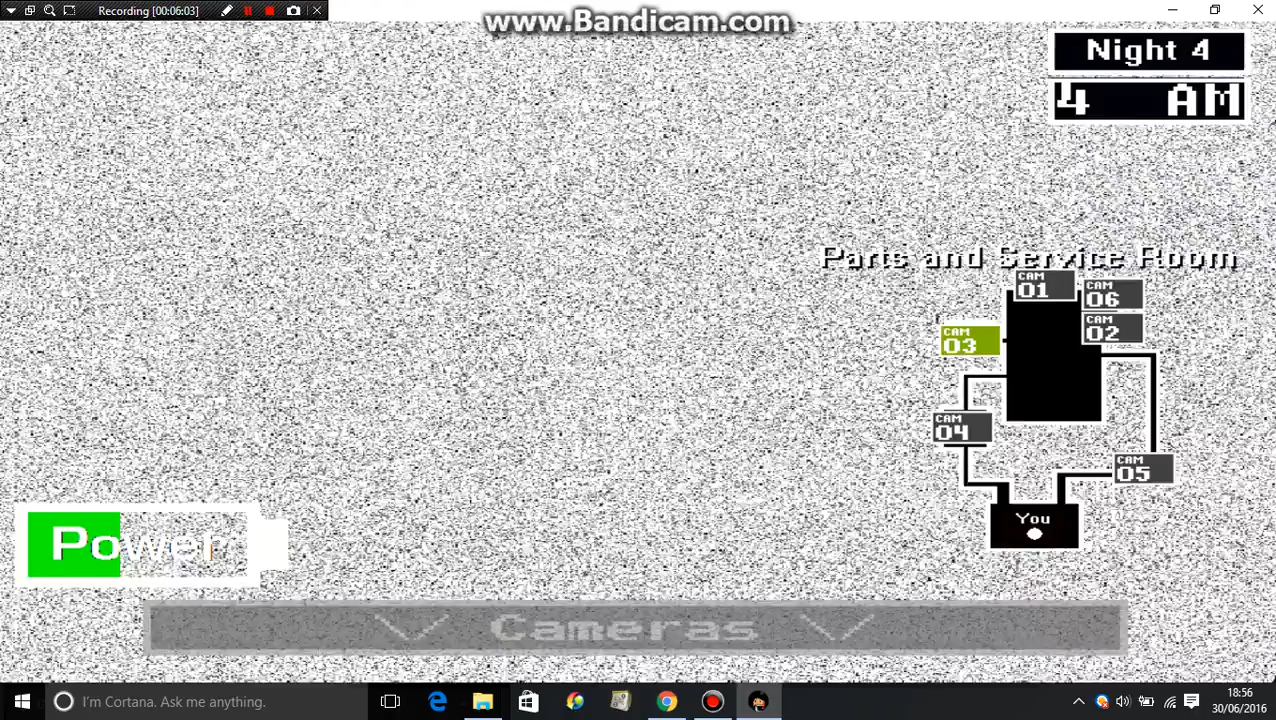 Recording [00:06:03]
www.Bandicam.com
Night 4
4 AM
Parts and Service Room
CAM
01
CAM
06
CAM
02
CAM
03
CAM
04
CAM
05
You
Power
Cameras
I'm Cortana. Ask me anything.
18:56
30/06/2016